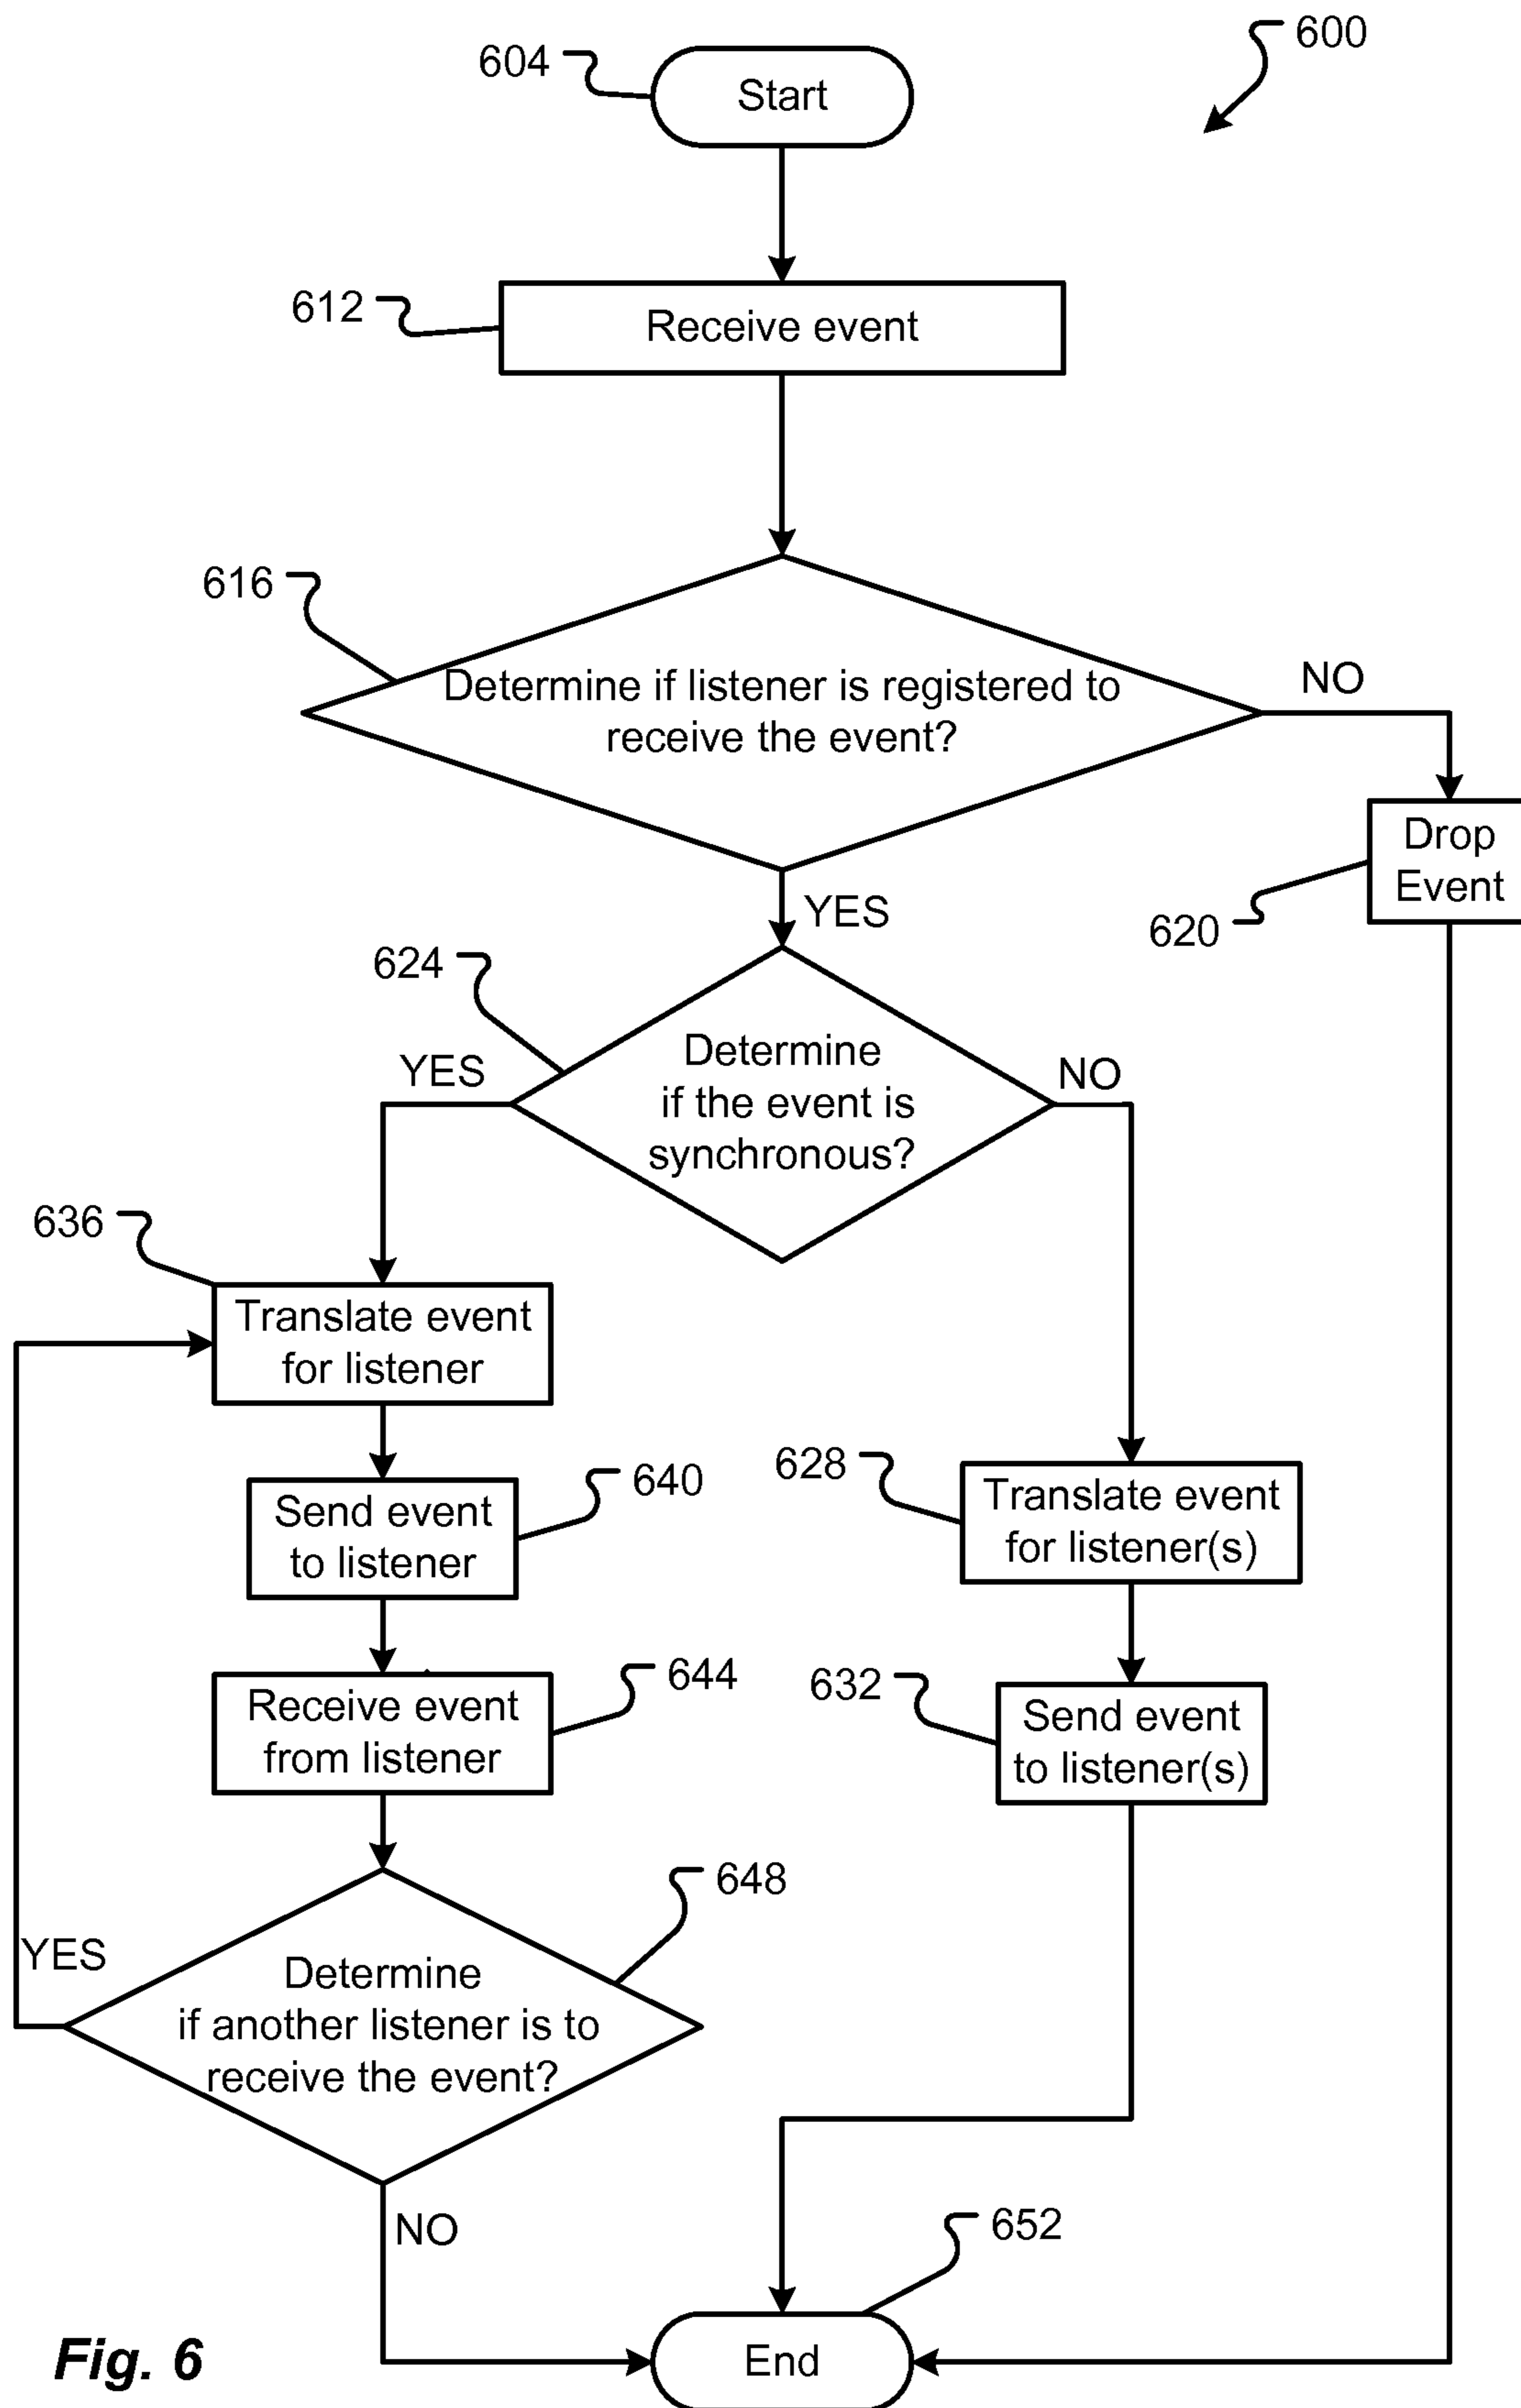 600
604
Start
612
Receive event
616
Determine if listener is registered to
receive the event?
NO
Drop
Event
620
YES
624
Determine
if the event is
synchronous?
YES
NO
636
Translate event
for listener
640
Send event
to listener
628
Translate event
for listener(s)
644
Receive event
from listener
632
Send event
to listener(s)
648
Determine
if another listener is to
receive the event?
YES
NO
652
End
Fig. 6